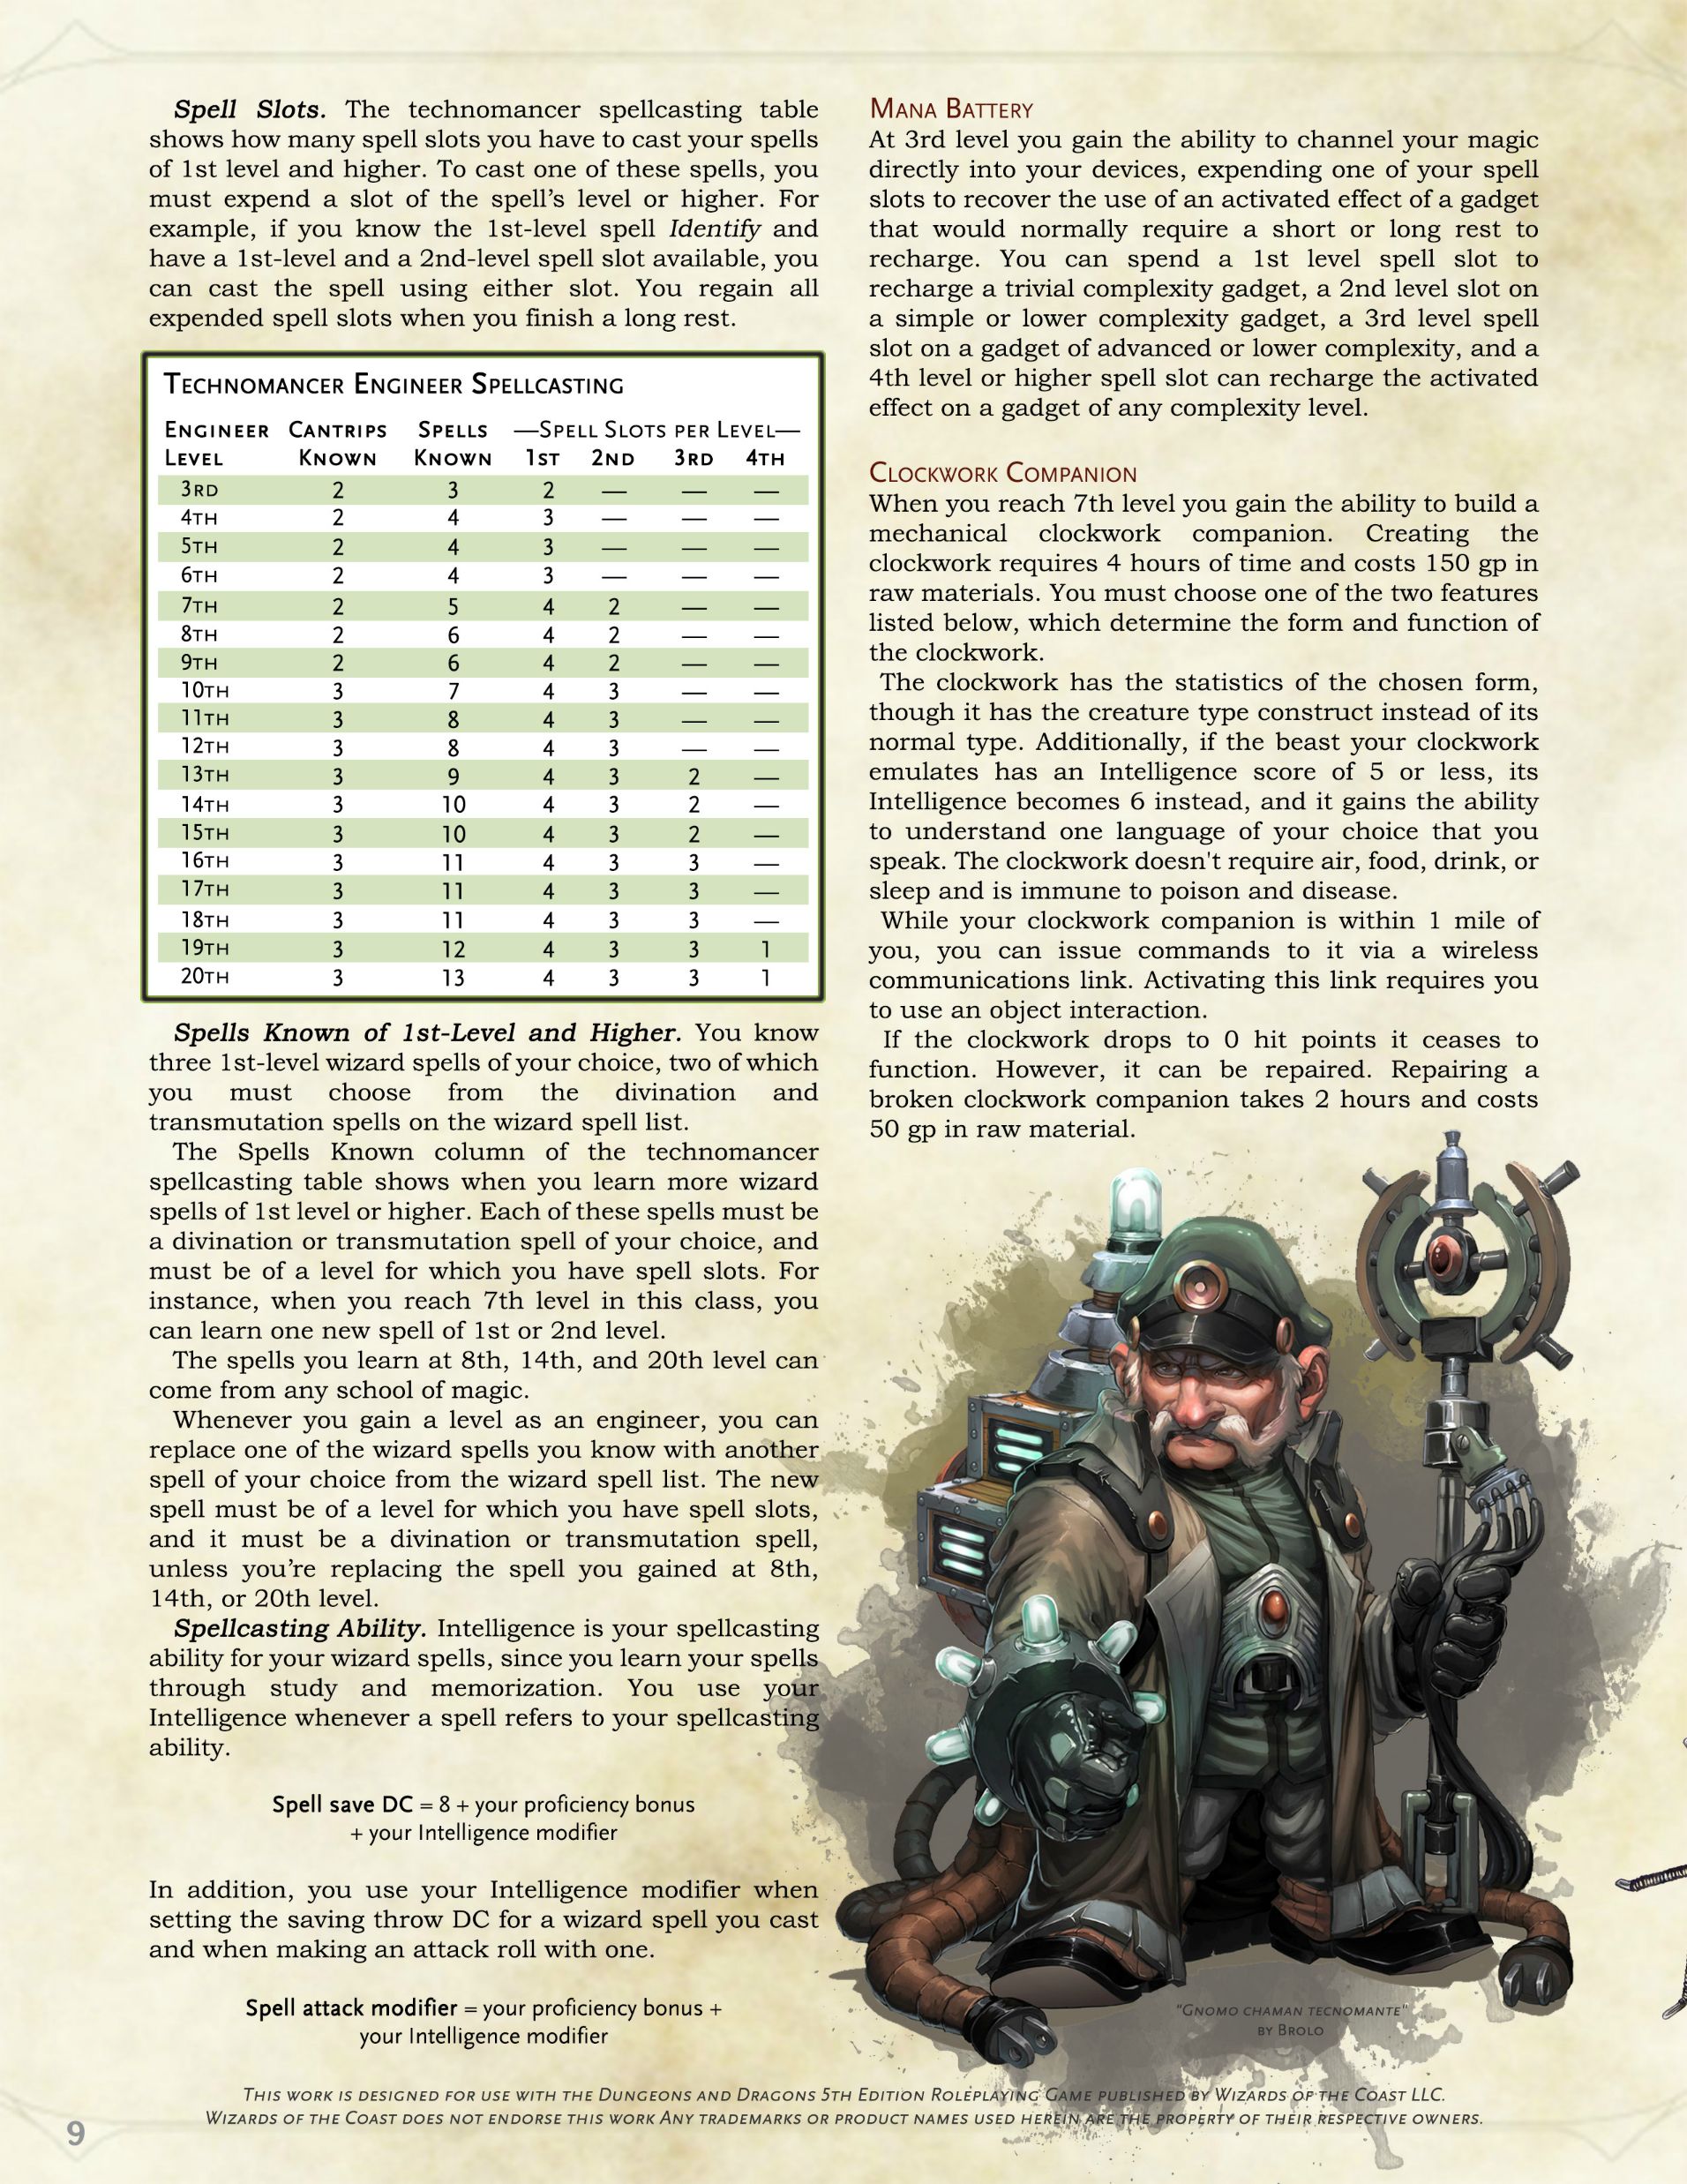 Spell Slots. The technomancer spellcasting table
shows how many spell slots you have to cast your spells
of 1st level and higher. To cast one of these spells, you
must expend a slot of the spell’s level or higher. For
example, if you know the 1st-level spell Identify and
have a 1st-level and a 2nd-level spell slot available, you
can cast the spell using either slot. You regain all
expended spell slots when you finish a long rest.
Technomancer Engineer Spellcasting
Engineer Cantrips Spells —Spell Slots per Level—
Level Known Known 1st 2nd 3rd 4th
3rd 2 3 2 — — —
4th 2 4 3 — — —
5th 2 4 3 — — —
6th 2 4 3 — — —
7th 2 5 4 2 — —
8th 2 6 4 2 — —
9th 2 6 4 2 — —
10th 3 7 4 3 — —
11th 3 8 4 3 — —
12th 3 8 4 3 — —
13th 3 9 4 3 2 —
14th 3 10 4 3 2 —
15th 3 10 4 3 2 —
16th 3 11 4 3 3 —
17th 3 11 4 3 3 —
18th 3 11 4 3 3 —
19th 3 12 4 3 3 1
20th 3 13 4 3 3 1
Spells Known of 1st-Level and Higher. You know
three 1st-level wizard spells of your choice, two of which
you must choose from the divination and
transmutation spells on the wizard spell list.
The Spells Known column of the technomancer
spellcasting table shows when you learn more wizard
spells of 1st level or higher. Each of these spells must be
a divination or transmutation spell of your choice, and
must be of a level for which you have spell slots. For
instance, when you reach 7th level in this class, you
can learn one new spell of 1st or 2nd level.
The spells you learn at 8th, 14th, and 20th level can
come from any school of magic.
Whenever you gain a level as an engineer, you can
replace one of the wizard spells you know with another
spell of your choice from the wizard spell list. The new
spell must be of a level for which you have spell slots,
and it must be a divination or transmutation spell,
unless you’re replacing the spell you gained at 8th,
14th, or 20th level.
Spellcasting Ability. Intelligence is your spellcasting
ability for your wizard spells, since you learn your spells
through study and memorization. You use your
Intelligence whenever a spell refers to your spellcasting
ability.
Spell save DC = 8 + your proficiency bonus
+ your Intelligence modifier
In addition, you use your Intelligence modifier when
setting the saving throw DC for a wizard spell you cast
and when making an attack roll with one.
Spell attack modifier = your proficiency bonus +
your Intelligence modifier
Mana Battery
At 3rd level you gain the ability to channel your magic
directly into your devices, expending one of your spell
slots to recover the use of an activated effect of a gadget
that would normally require a short or long rest to
recharge. You can spend a 1st level spell slot to
recharge a trivial complexity gadget, a 2nd level slot on
a simple or lower complexity gadget, a 3rd level spell
slot on a gadget of advanced or lower complexity, and a
4th level or higher spell slot can recharge the activated
effect on a gadget of any complexity level.
Clockwork Companion
When you reach 7th level you gain the ability to build a
mechanical clockwork companion. Creating the
clockwork requires 4 hours of time and costs 150 gp in
raw materials. You must choose one of the two features
listed below, which determine the form and function of
the clockwork.
The clockwork has the statistics of the chosen form,
though it has the creature type construct instead of its
normal type. Additionally, if the beast your clockwork
emulates has an Intelligence score of 5 or less, its
Intelligence becomes 6 instead, and it gains the ability
to understand one language of your choice that you
speak. The clockwork doesn't require air, food, drink, or
sleep and is immune to poison and disease.
While your clockwork companion is within 1 mile of
you, you can issue commands to it via a wireless
communications link. Activating this link requires you
to use an object interaction.
If the clockwork drops to 0 hit points it ceases to
function. However, it can be repaired. Repairing a
broken clockwork companion takes 2 hours and costs
50 gp in raw material.
"Gnomo chaman tecnomante"
by Brolo
This work is designed for use with the Dungeons and Dragons 5th Edition Roleplaying Game published by Wizards of the Coast LLC.
Wizards of the Coast does not endorse this work Any trademarks or product names used herein are the property of their respective owners.
9